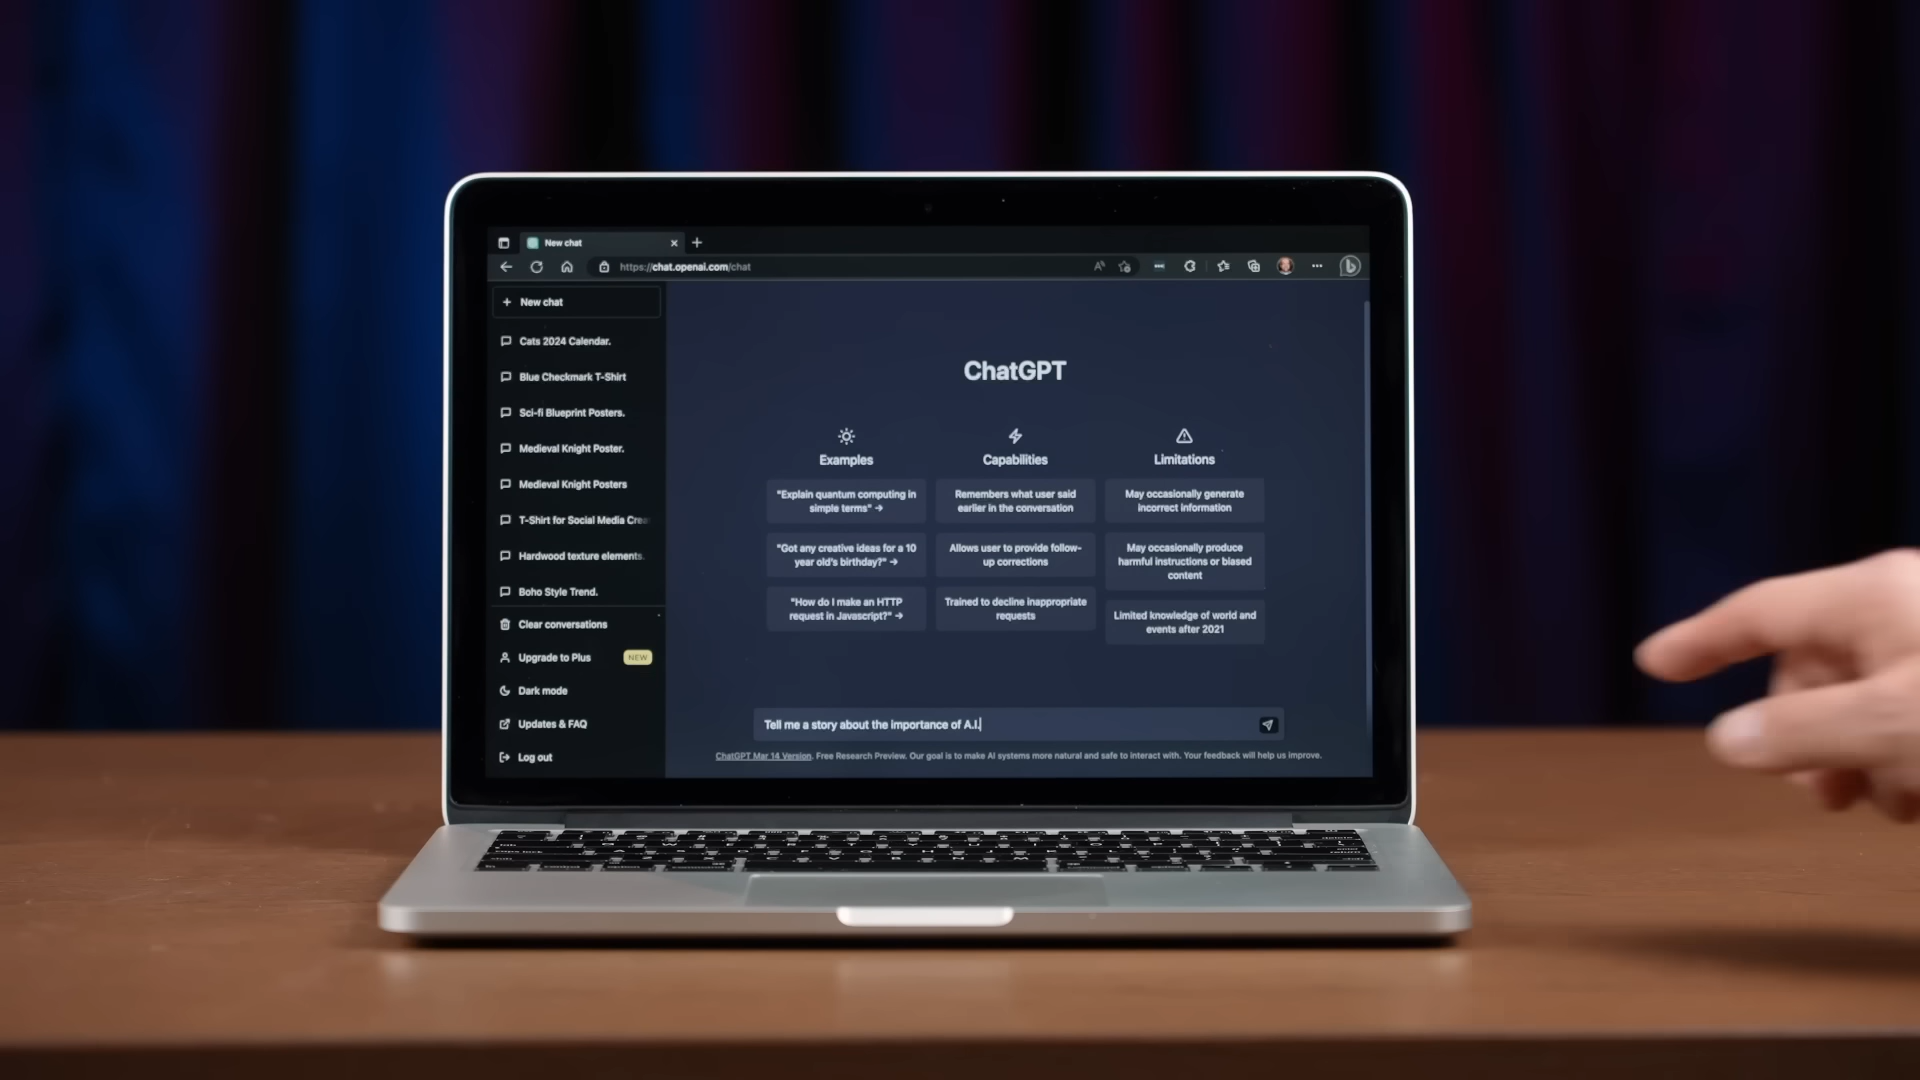 New chat
https://chat.openai.com/chat
New chat
Cats 2024 Calendar.
Blue Checkmark T-Shirt
Sci-fi Blueprint Posters.
Medieval Knight Poster.
Medieval Knight Posters
T-Shirt for Social Media Crea
Hardwood texture elements.
Boho Style Trend.
Clear conversations
Upgrade to Plus NEW
Dark mode
Updates & FAQ
Log out
ChatGPT
Examples
"Explain quantum computing in
simple terms" →
"Got any creative ideas for a 10
year old's birthday?" →
"How do I make an HTTP
request in Javascript?" →
Capabilities
Remembers what user said
earlier in the conversation
Allows user to provide follow-
up corrections
Trained to decline inappropriate
requests
Limitations
May occasionally generate
incorrect information
May occasionally produce
harmful instructions or biased
content
Limited knowledge of world and
events after 2021
Tell me a story about the importance of A.I.
ChatGPT Mar 14 Version. Free Research Preview. Our goal is to make AI systems more natural and safe to interact with. Your feedback will help us improve.